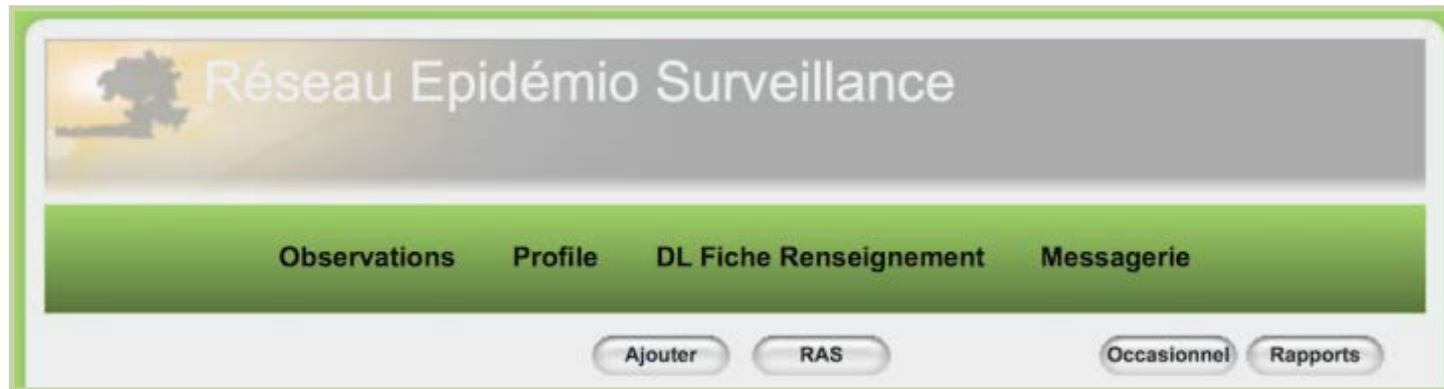 Réseau Epidémio Surveillance
Observations Profile DL Fiche Renseignement Messagerie
Ajouter RAS Occasionnel Rapports